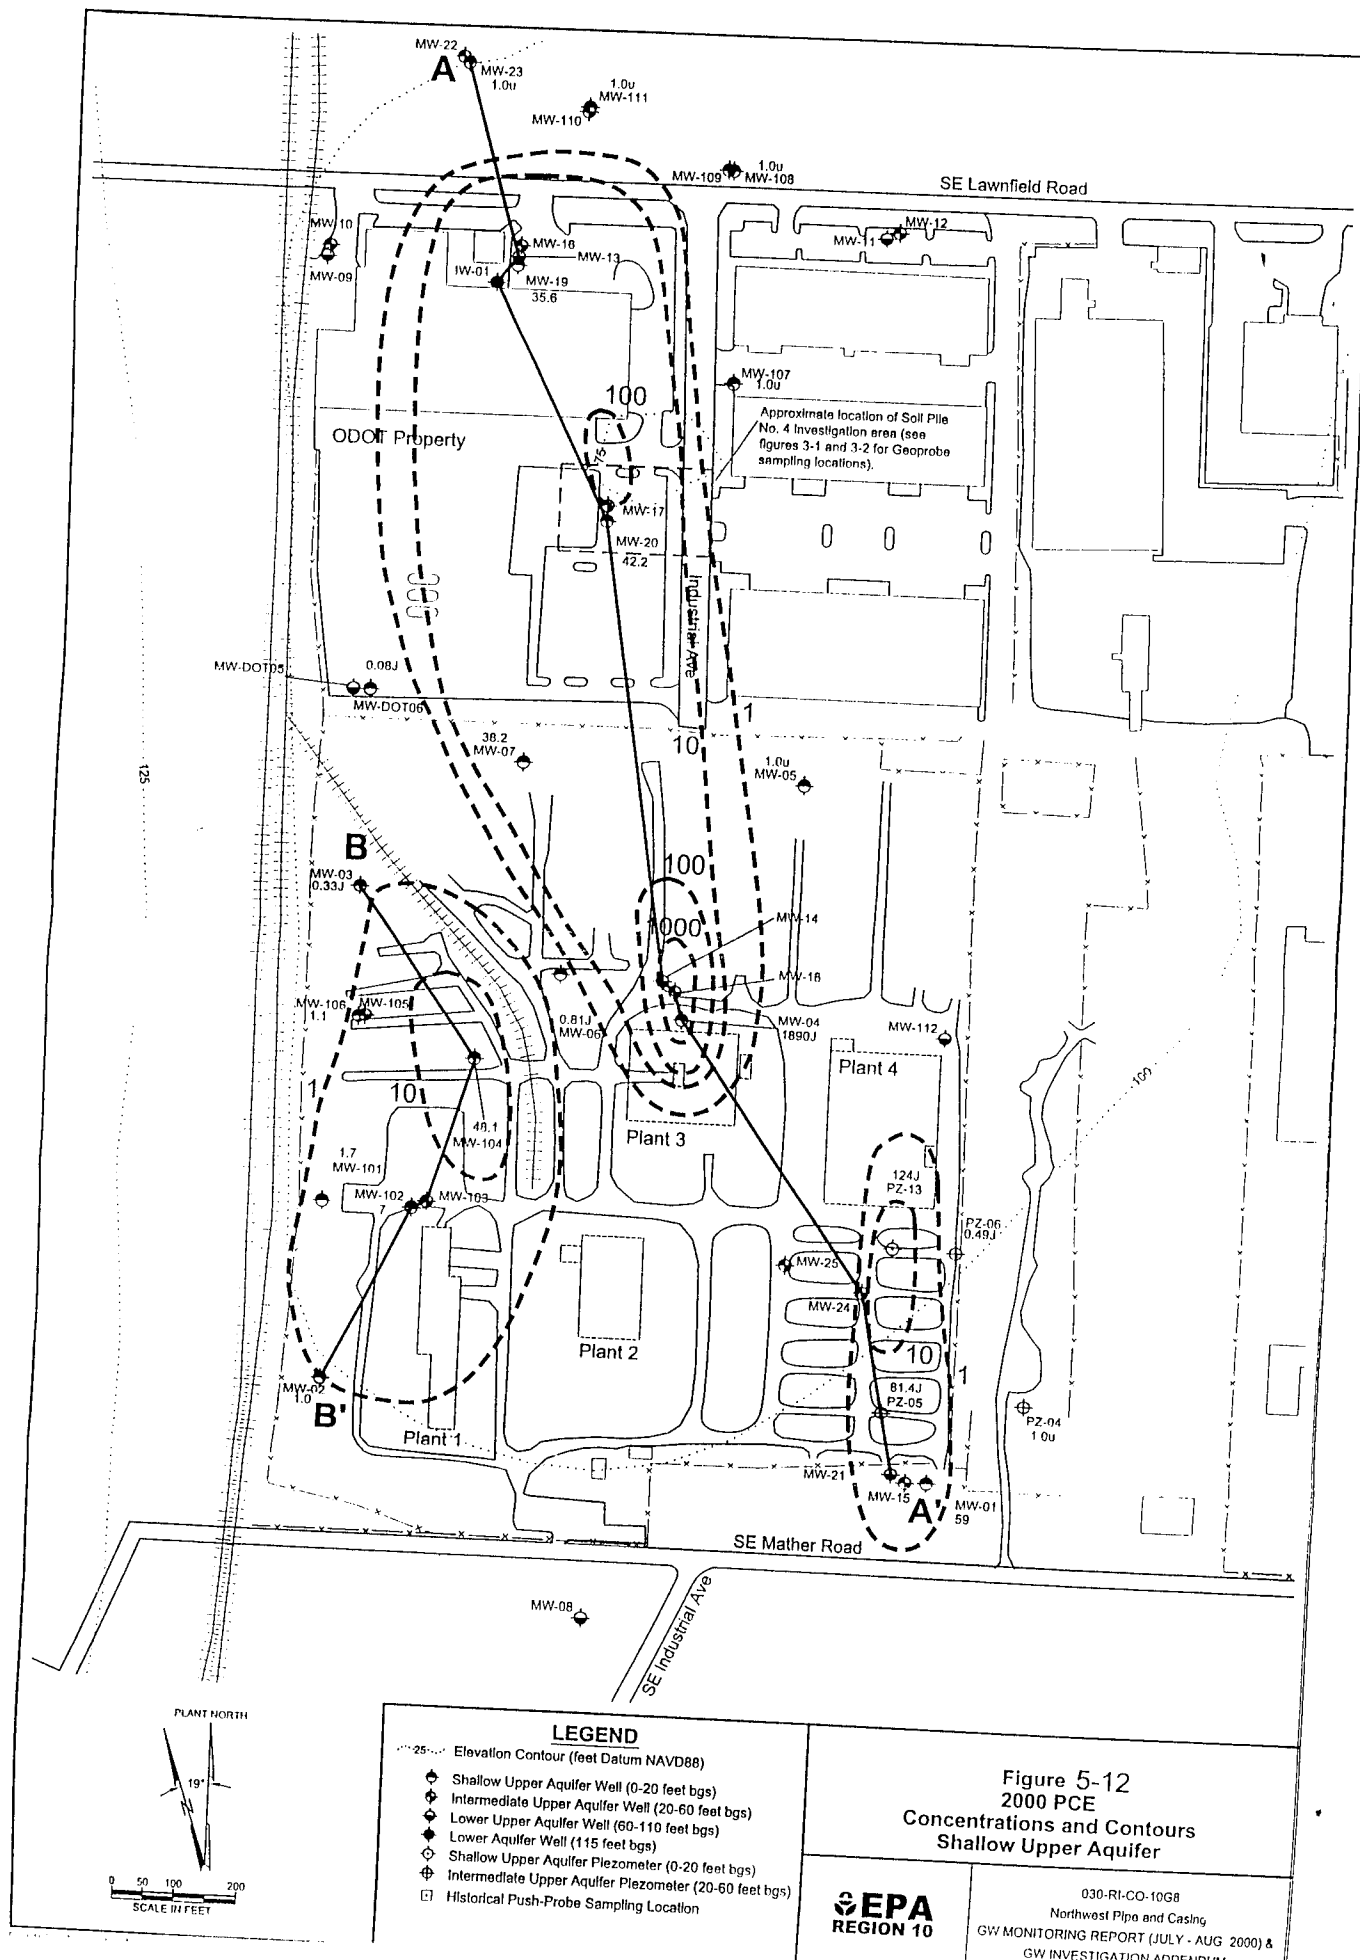 MW-22
A
MW-23
1.0u
1.0u
MW-111
MW-110
1.0u
MW-109
MW-108
SE Lawnfield Road
MW-10
MW-09
MW-12
MW-11
MW-16
MW-13
IW-01
MW-19
35.6
MW-107
1.0u
100
Approximate location of Soil Pile
No. 4 Investigation area (see
figures 3-1 and 3-2 for Geoprobe
sampling locations).
ODOT Property
75
MW-17
MW-20
42.2
Industrial Ave
MW-DOT05
0.08J
MW-DOT06
1
10
38.2
MW-07
1.0u
MW-05
125
B
MW-03
0.33J
100
1000
MW-14
MW-16
MW-106
1.1
MW-105
0.81J
MW-06
MW-04
1890J
MW-112
Plant 4
100
1
10
48.1
MW-104
Plant 3
1.7
MW-101
MW-102
7
MW-103
124J
PZ-13
PZ-06
0.49J
MW-25
MW-24
Plant 2
10
1
MW-02
1.0
B'
81.4J
PZ-05
PZ-04
1.0u
Plant 1
MW-21
MW-15
A'
MW-01
59
SE Mather Road
MW-08
SE Industrial Ave
PLANT NORTH
19°
0 50 100 200
SCALE IN FEET
LEGEND
25 Elevation Contour (feet Datum NAVD88)
Shallow Upper Aquifer Well (0-20 feet bgs)
Intermediate Upper Aquifer Well (20-60 feet bgs)
Lower Upper Aquifer Well (60-110 feet bgs)
Lower Aquifer Well (115 feet bgs)
Shallow Upper Aquifer Piezometer (0-20 feet bgs)
Intermediate Upper Aquifer Piezometer (20-60 feet bgs)
Historical Push-Probe Sampling Location
Figure 5-12
2000 PCE
Concentrations and Contours
Shallow Upper Aquifer
EPA
REGION 10
030-RI-CO-10G8
Northwest Pipe and Casing
GW MONITORING REPORT (JULY - AUG 2000) &
GW INVESTIGATION ADDENDUM